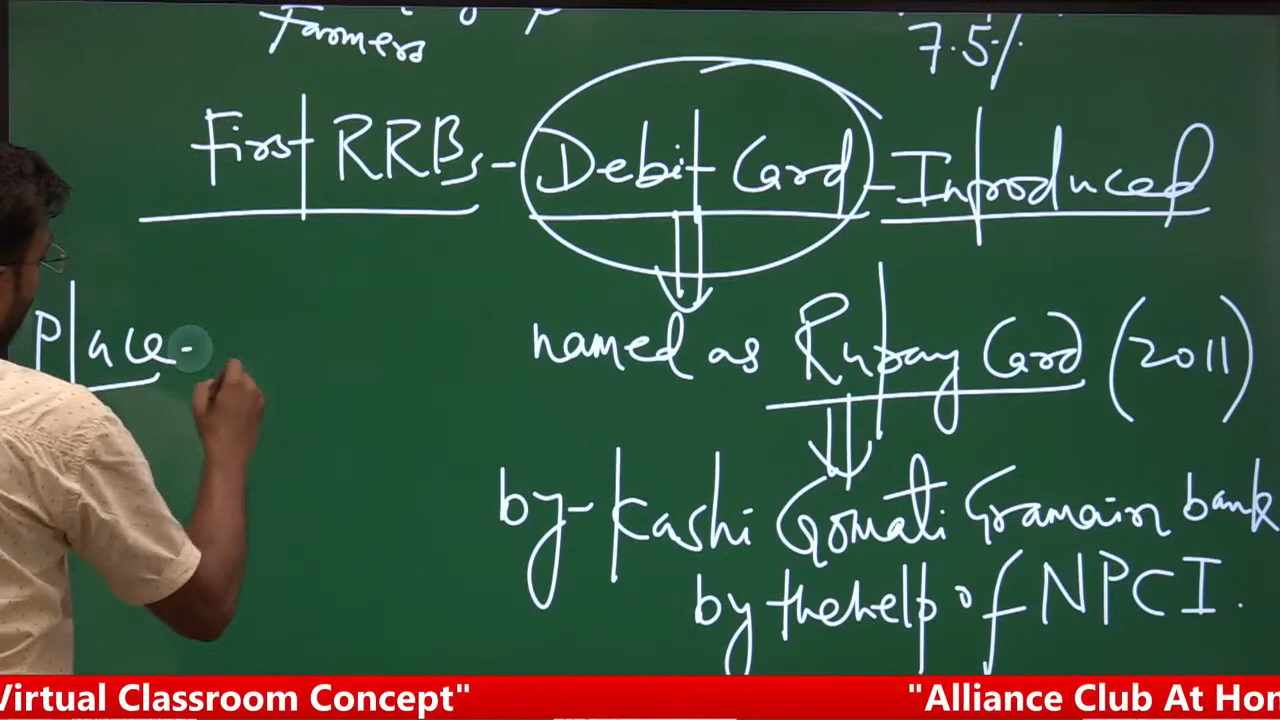 Farmers
7.5%
First RRBs - Debit Card - Introduced
named as Rupay Card (2011)
Place -
by - Kashi Gomati Gramain bank
by the help of NPCI.
Virtual Classroom Concept" "Alliance Club At Hom